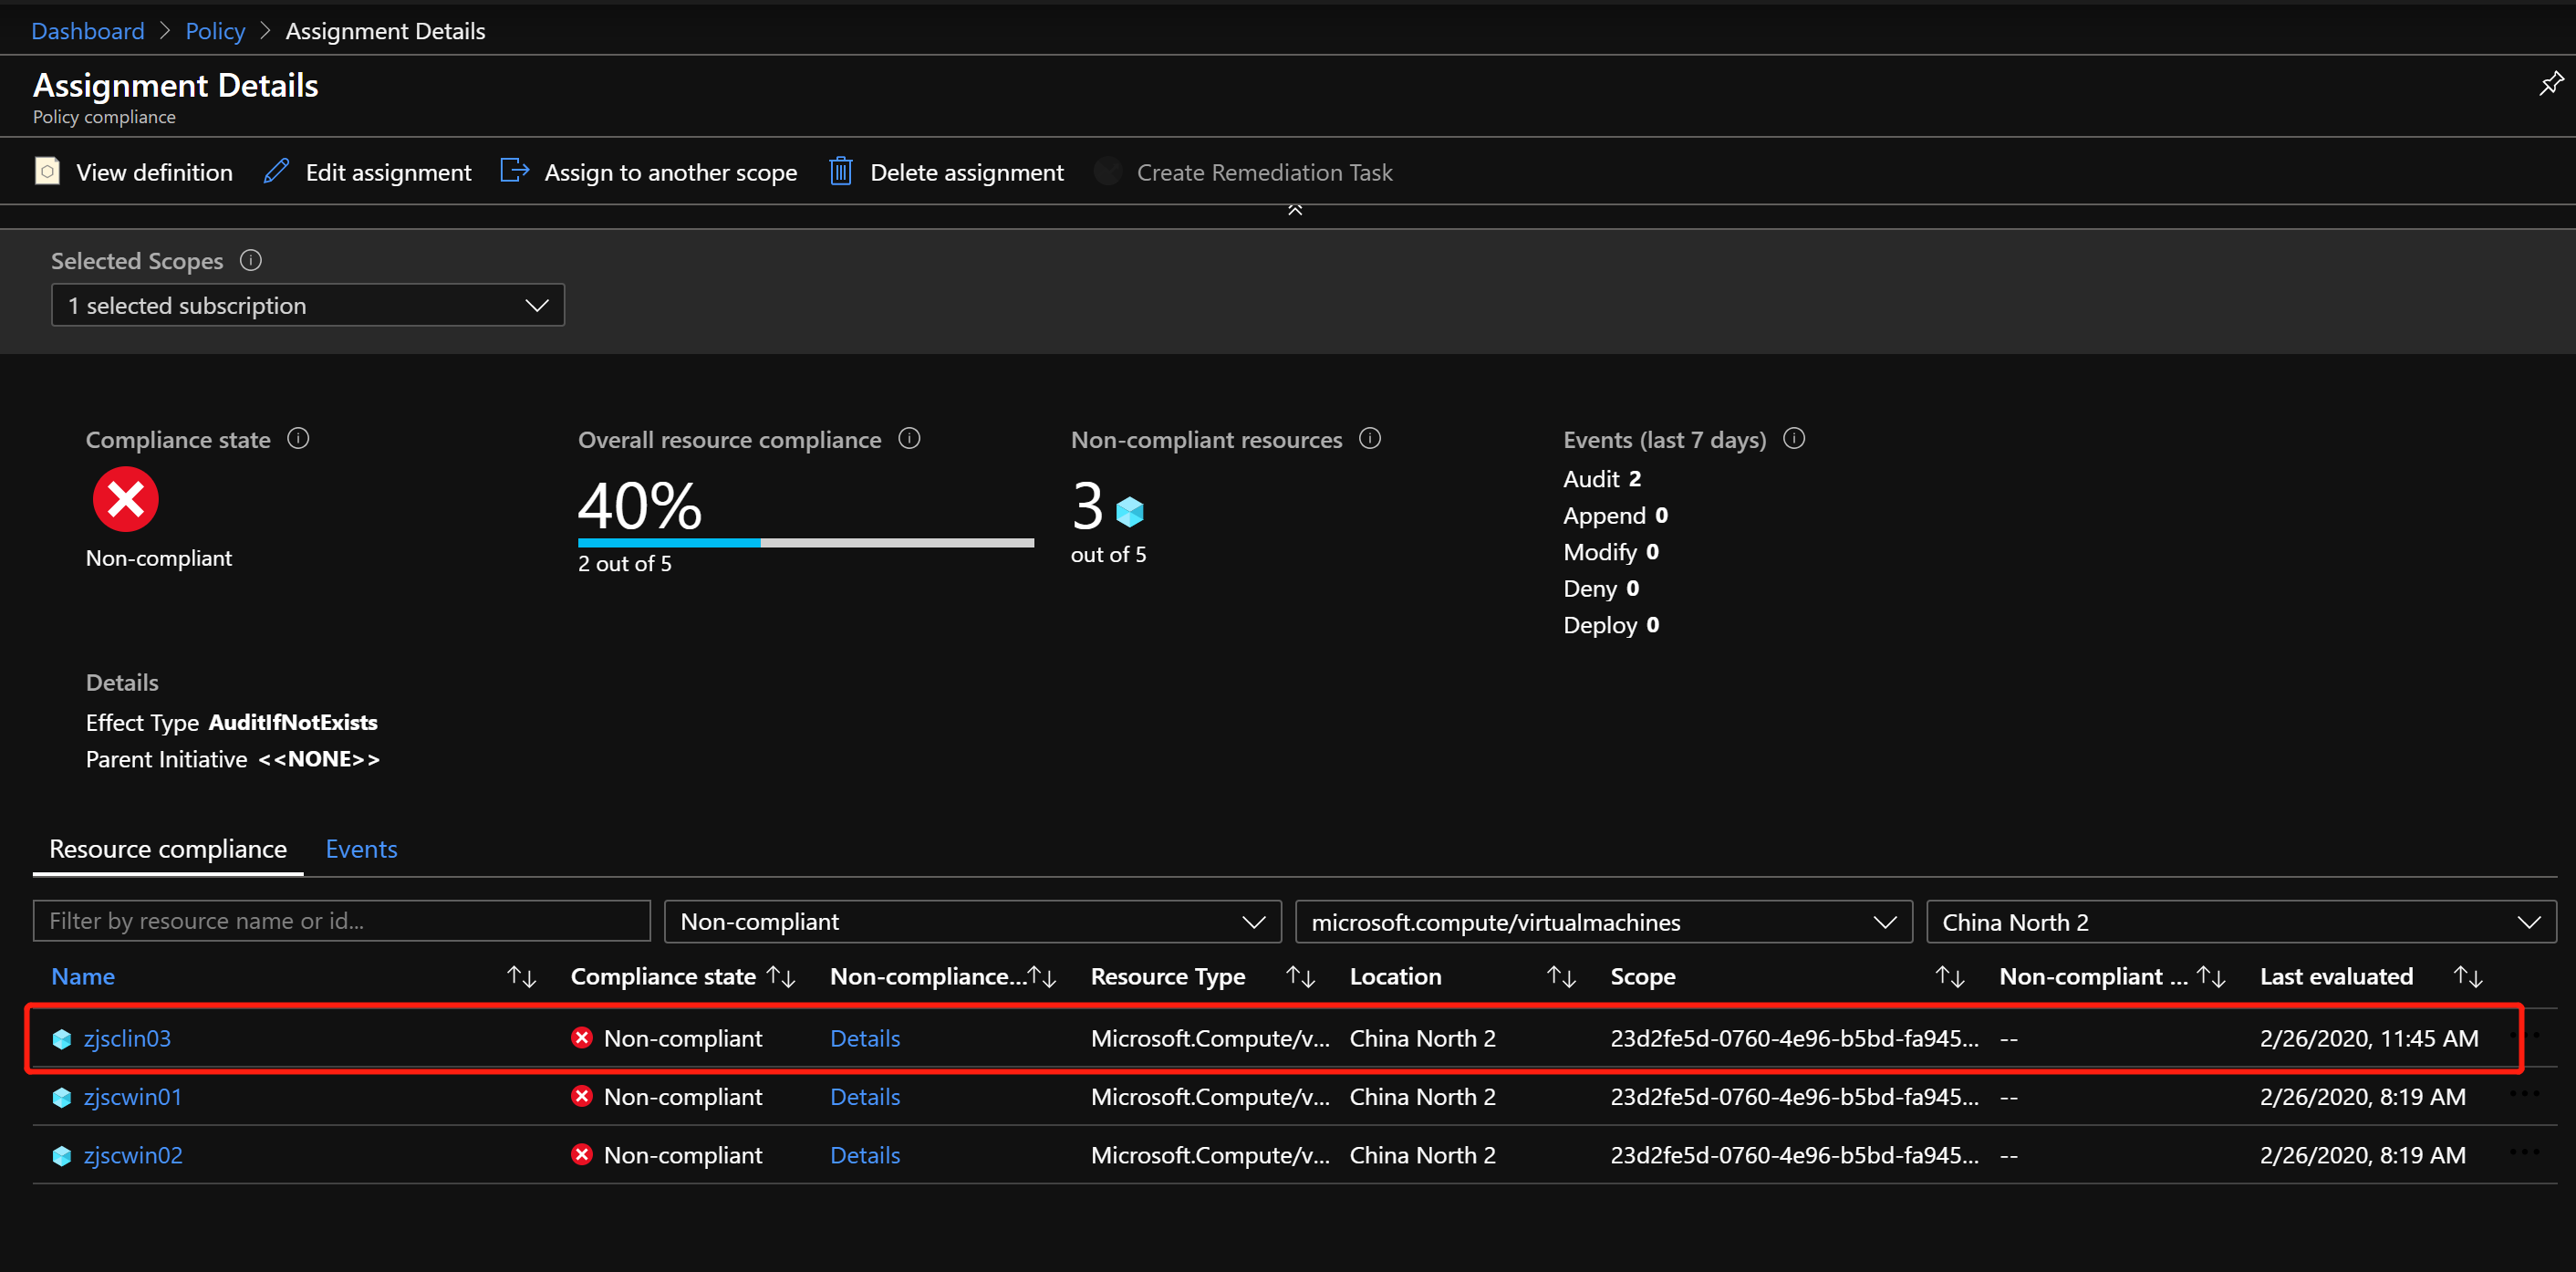 Dashboard > Policy > Assignment Details
Assignment Details
Policy compliance
View definition Edit assignment Assign to another scope Delete assignment Create Remediation Task
Selected Scopes
1 selected subscription
Compliance state Overall resource compliance Non-compliant resources Events (last 7 days)
40% 3 Audit 2
Non-compliant 2 out of 5 out of 5 Append 0
Modify 0
Deny 0
Deploy 0
Details
Effect Type AuditIfNotExists
Parent Initiative <<NONE>>
Resource compliance Events
Filter by resource name or id... Non-compliant microsoft.compute/virtualmachines China North 2
Name Compliance state Non-compliance... Resource Type Location Scope Non-compliant ... Last evaluated
zjsclin03 Non-compliant Details Microsoft.Compute/v... China North 2 23d2fe5d-0760-4e96-b5bd-fa945... -- 2/26/2020, 11:45 AM
zjscwin01 Non-compliant Details Microsoft.Compute/v... China North 2 23d2fe5d-0760-4e96-b5bd-fa945... -- 2/26/2020, 8:19 AM
zjscwin02 Non-compliant Details Microsoft.Compute/v... China North 2 23d2fe5d-0760-4e96-b5bd-fa945... -- 2/26/2020, 8:19 AM